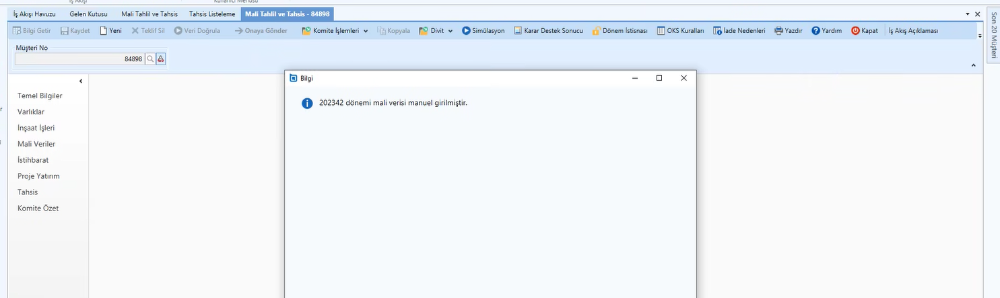 İş Akışı
Kullanıcı Menüsü
İş Akışı Havuzu Gelen Kutusu Mali Tahlil ve Tahsis Tahsis Listeleme Mali Tahlil ve Tahsis - 84898
Bilgi Getir Kaydet Yeni Teklif Sil Veri Doğrula Onaya Gönder Komite İşlemleri Kopyala Divit Simülasyon Karar Destek Sonucu Dönem İstisnası OKS Kuralları İade Nedenleri Yazdır Yardım Kapat İş Akış Açıklaması
Son 20 Müşteri
Müşteri No
84898
Bilgi
202342 dönemi mali verisi manuel girilmiştir.
Temel Bilgiler
Varlıklar
İnşaat İşleri
Mali Veriler
İstihbarat
Proje Yatırım
Tahsis
Komite Özet